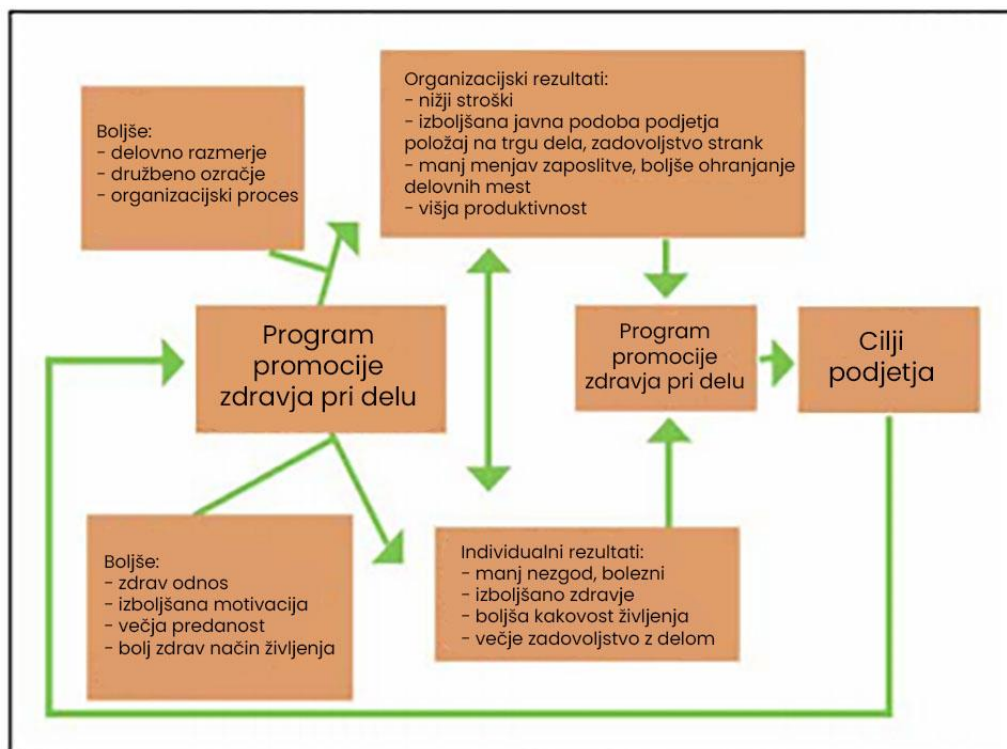 Boljše:
- delovno razmerje
- družbeno ozračje
- organizacijski proces
Organizacijski rezultati:
- nižji stroški
- izboljšana javna podoba podjetja
položaj na trgu dela, zadovoljstvo strank
- manj menjav zaposlitve, boljše ohranjanje
delovnih mest
- višja produktivnost
Program
promocije
zdravja pri delu
Program
promocije
zdravja pri delu
Cilji
podjetja
Boljše:
- zdrav odnos
- izboljšana motivacija
- večja predanost
- bolj zdrav način življenja
Individualni rezultati:
- manj nezgod, bolezni
- izboljšano zdravje
- boljša kakovost življenja
- večje zadovoljstvo z delom